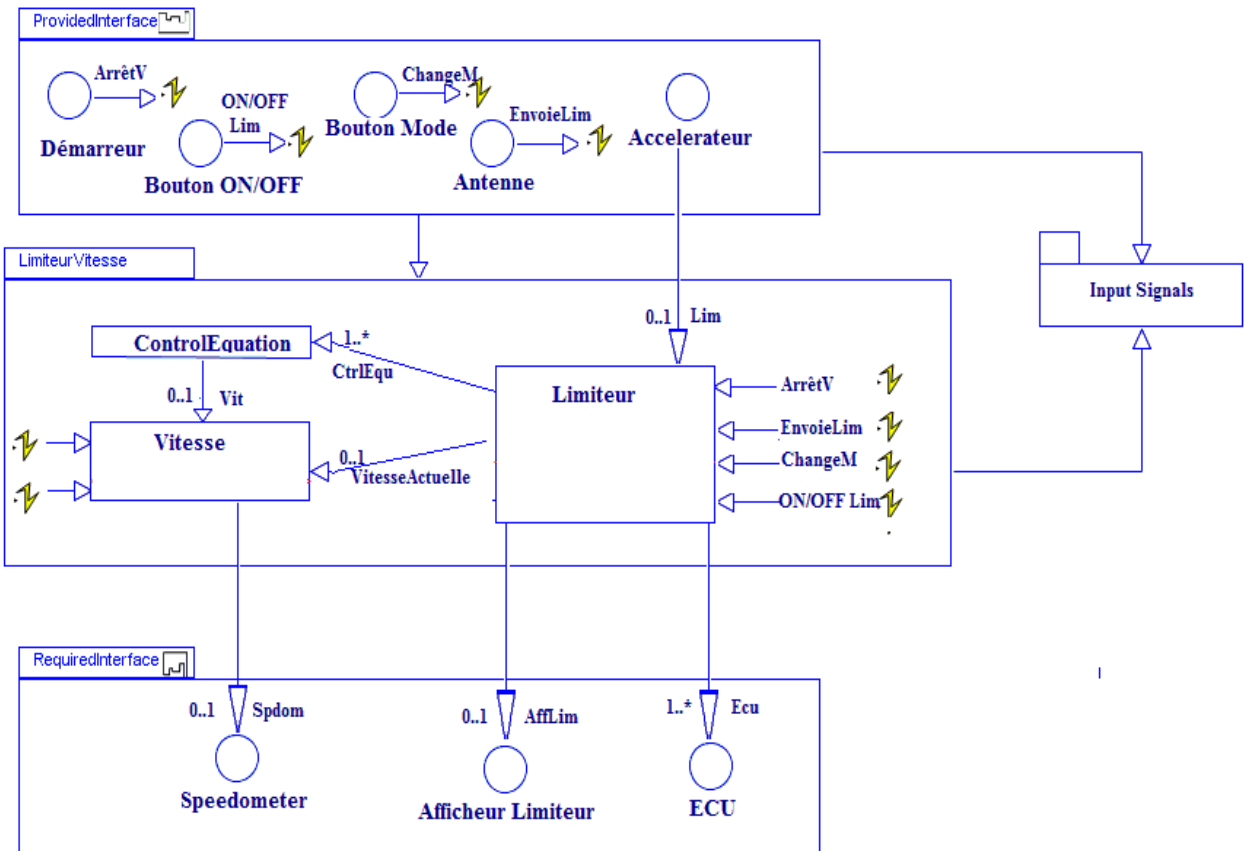 ProvidedInterface
ArrêtV
Démarreur
ON/OFF
Lim
Bouton ON/OFF
ChangeM
Bouton Mode
EnvoieLim
Antenne
Accelerateur
Input Signals
LimiteurVitesse
0..1 Lim
ControlEquation
1..*
CtrlEqu
0..1 Vit
Vitesse
0..1
VitesseActuelle
Limiteur
ArrêtV
EnvoieLim
ChangeM
ON/OFF Lim
RequiredInterface
0..1 Spdom
Speedometer
0..1 AffLim
Afficheur Limiteur
1..* Ecu
ECU